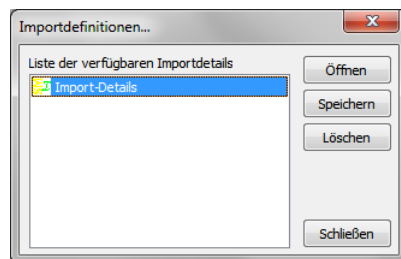 Importdefinitionen...
Liste der verfügbaren Importdetails
Import-Details
Öffnen
Speichern
Löschen
Schließen